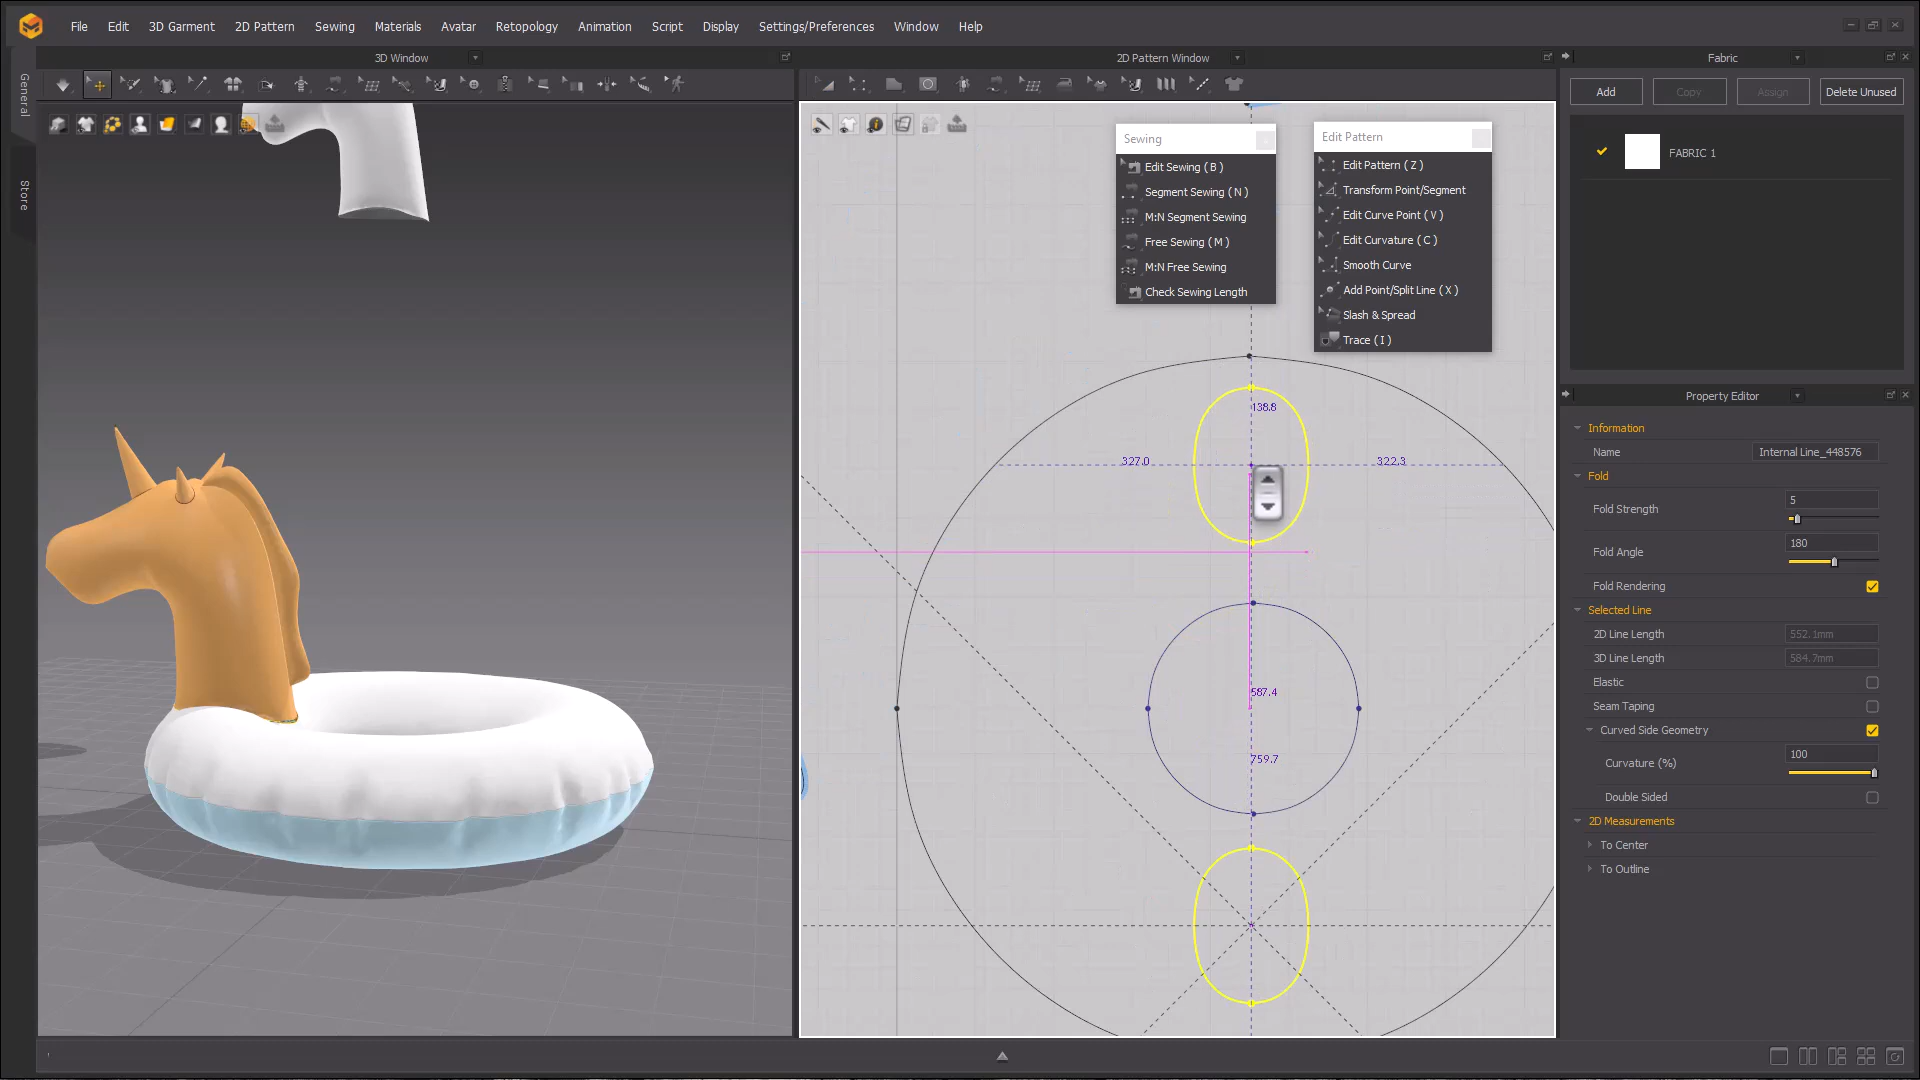 File Edit 3D Garment 2D Pattern Sewing Materials Avatar Retopology Animation Script Display Settings/Preferences Window Help
General
Store
3D Window
2D Pattern Window
Sewing
Edit Sewing ( B )
Segment Sewing ( N )
M:N Segment Sewing
Free Sewing ( M )
M:N Free Sewing
Check Sewing Length
Edit Pattern
Edit Pattern ( Z )
Transform Point/Segment
Edit Curve Point ( V )
Edit Curvature ( C )
Smooth Curve
Add Point/Split Line ( X )
Slash & Spread
Trace ( I )
138.8
327.0
322.3
587.4
759.7
Fabric
Add Copy Assign Delete Unused
FABRIC 1
Property Editor
Information
Name Internal Line_448576
Fold
Fold Strength 5
Fold Angle 180
Fold Rendering
Selected Line
2D Line Length 552.1mm
3D Line Length 584.7mm
Elastic
Seam Taping
Curved Side Geometry
Curvature (%) 100
Double Sided
2D Measurements
To Center
To Outline